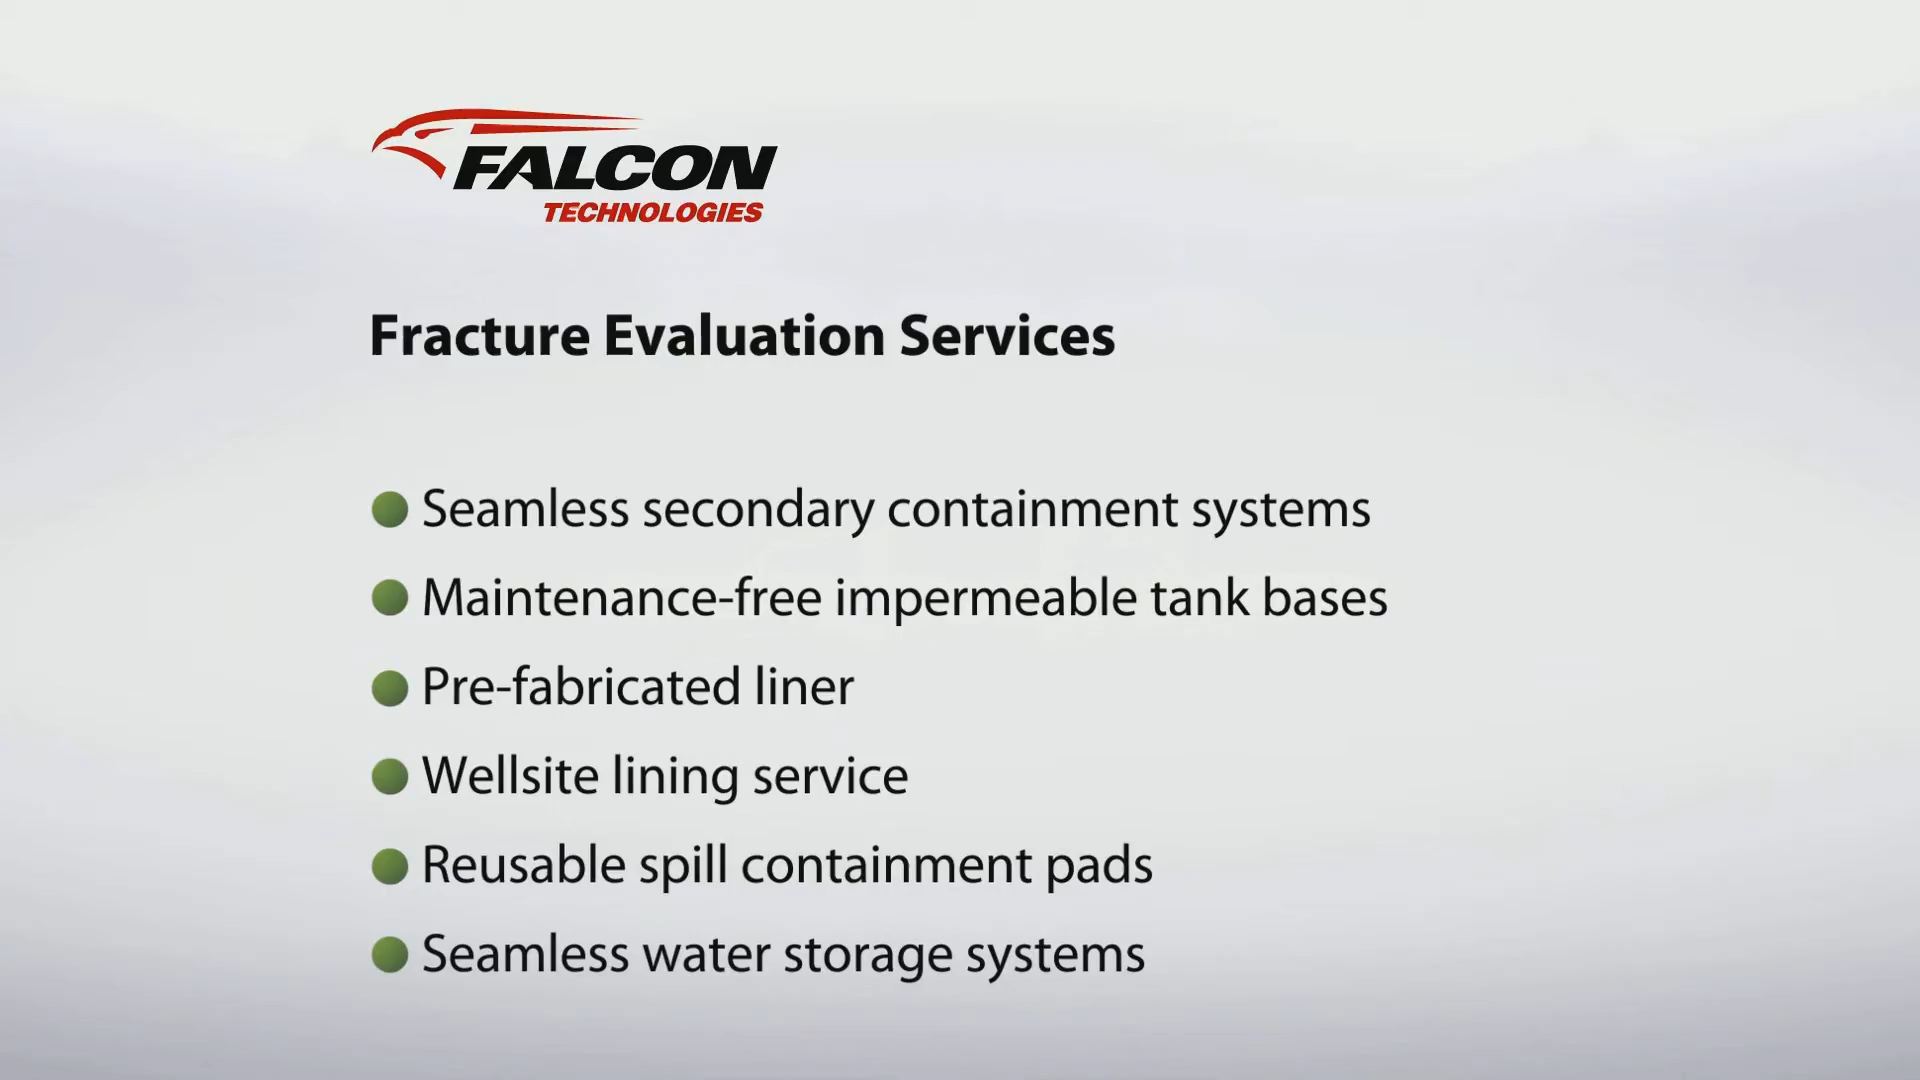 FALCON
TECHNOLOGIES
Fracture Evaluation Services
Seamless secondary containment systems
Maintenance-free impermeable tank bases
Pre-fabricated liner
Wellsite lining service
Reusable spill containment pads
Seamless water storage systems